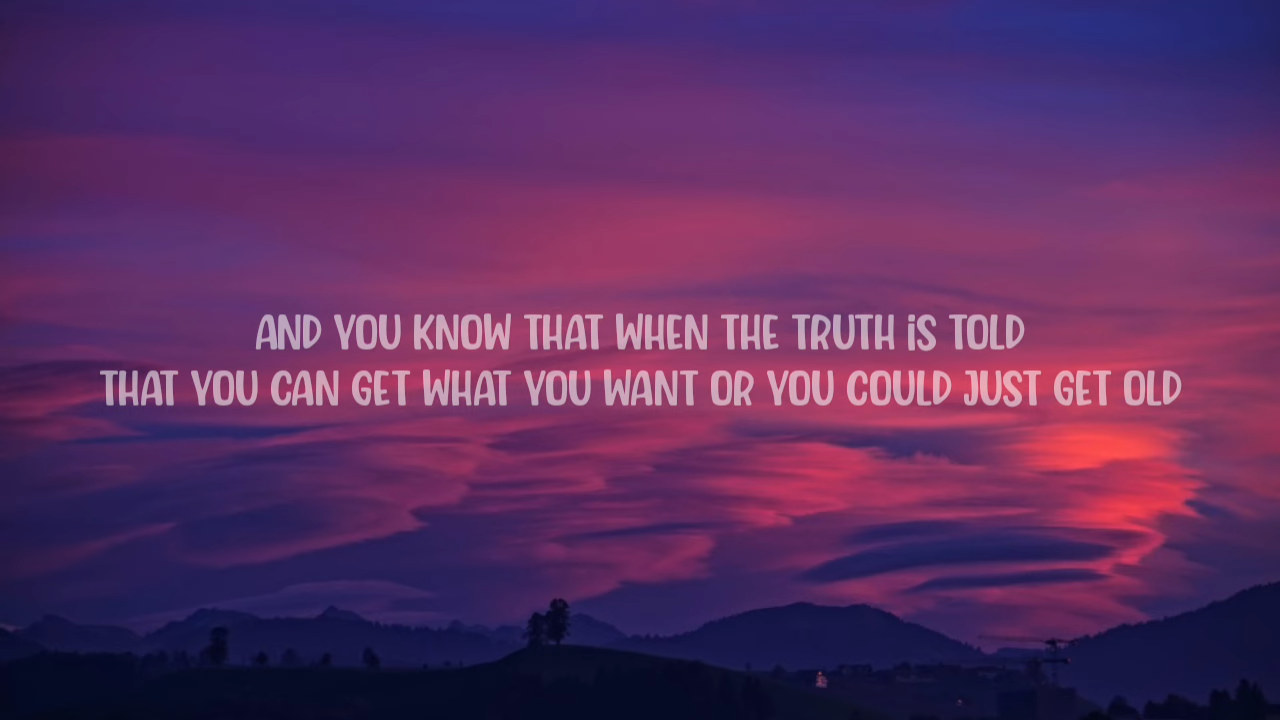 AND YOU KNOW THAT WHEN THE TRUTH iS TOLD
THAT YOU CAN GET WHAT YOU WANT OR YOU COULD JUST GET OLD